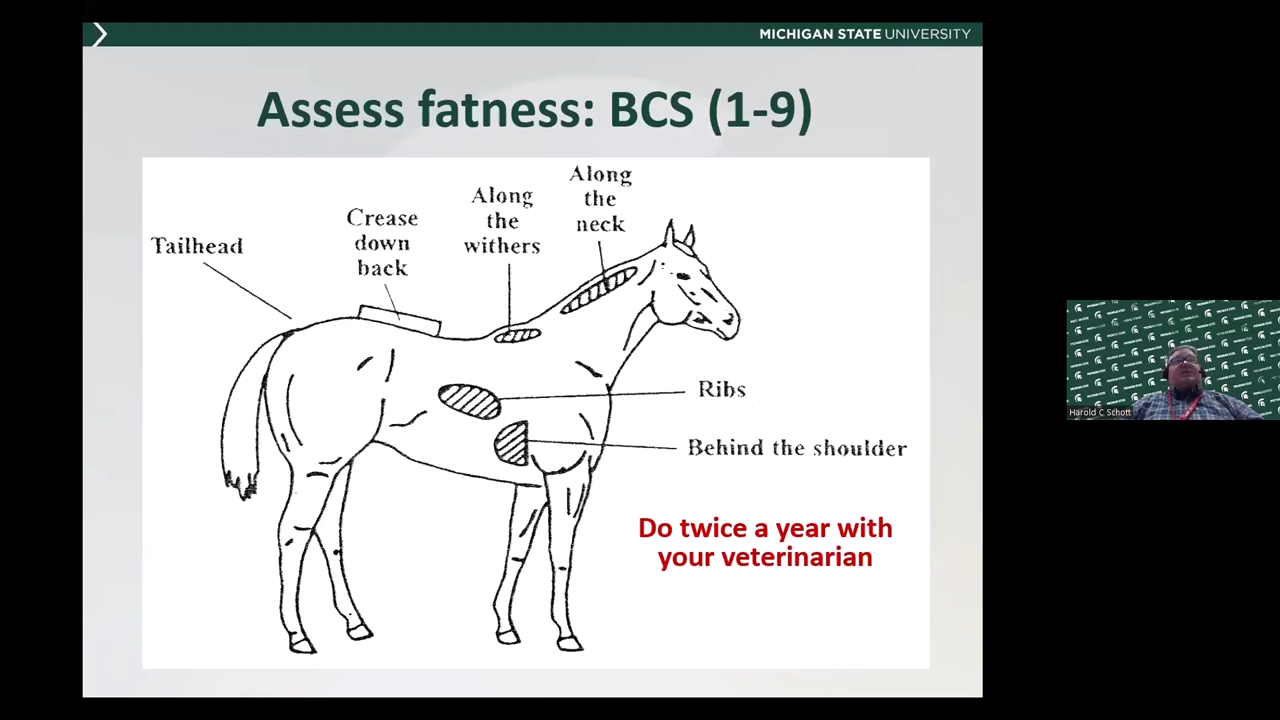 MICHIGAN STATE UNIVERSITY
Assess fatness: BCS (1-9)
Along
the
neck
Along
the
withers
Crease
down
back
Tailhead
Ribs
Behind the shoulder
Do twice a year with
your veterinarian
Harold C Schott